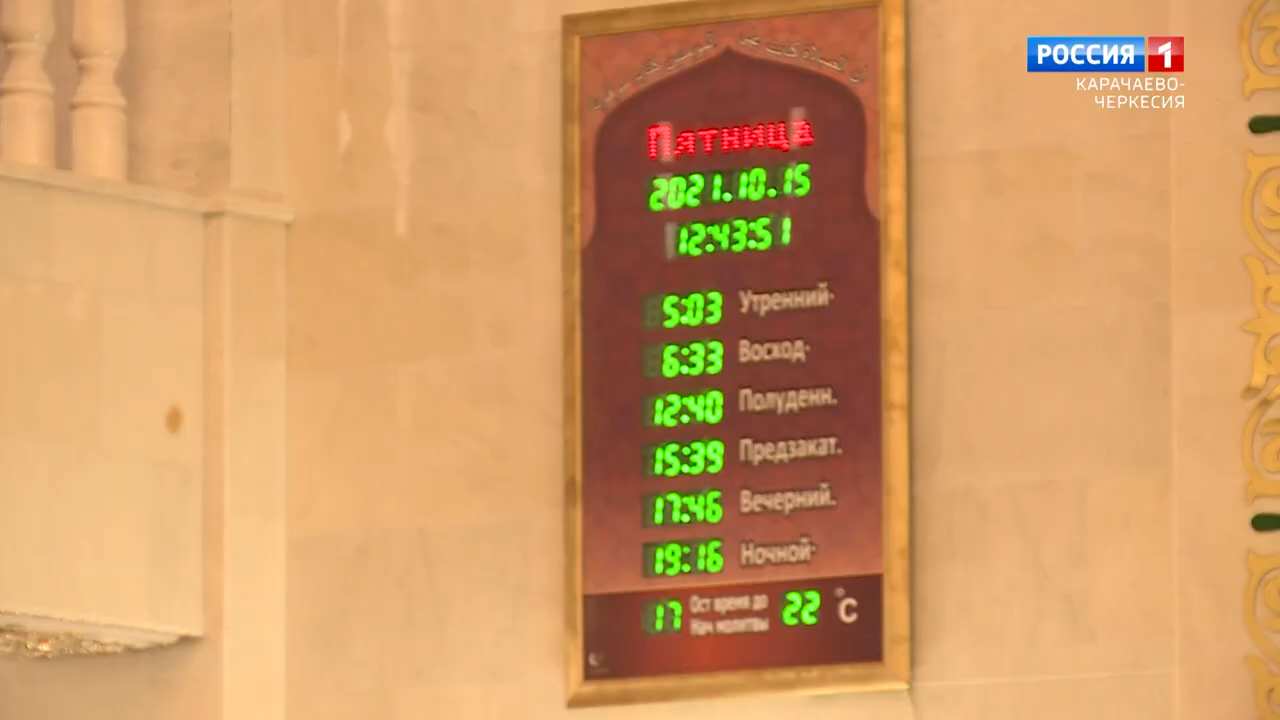 РОССИЯ 1
КАРАЧАЕВО-
ЧЕРКЕСИЯ
Пятница
2021.10.15
12:43:51
5:03 Утренний·
6:33 Восход·
12:40 Полуденн.
15:39 Предзакат.
17:46 Вечерний.
19:16 Ночной·
17 Ост время до 22 °C
Нач молитвы